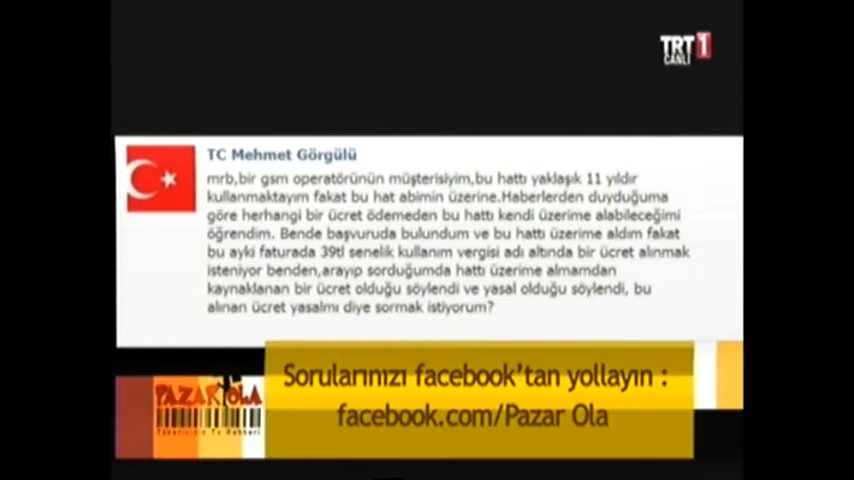 TRT 1
CANLI
TC Mehmet Görgülü
mrb,bir gsm operatörünün müşterisiyim,bu hattı yaklaşık 11 yıldır
kullanmaktayım fakat bu hat abimin üzerine.Haberlerden duyduğuma
göre herhangi bir ücret ödemeden bu hattı kendi üzerime alabileceğimi
öğrendim. Bende başvuruda bulundum ve bu hattı üzerime aldım fakat
bu ayki faturada 39tl senelik kullanım vergisi adı altında bir ücret alınmak
isteniyor benden,arayıp sorduğumda hattı üzerime almamdan
kaynaklanan bir ücret olduğu söylendi ve yasal olduğu söylendi, bu
alınan ücret yasalmı diye sormak istiyorum?
Sorularınızı facebook'tan yollayın :
facebook.com/Pazar Ola
PAZAR OLA
Tüketicinin Tv Rehberi